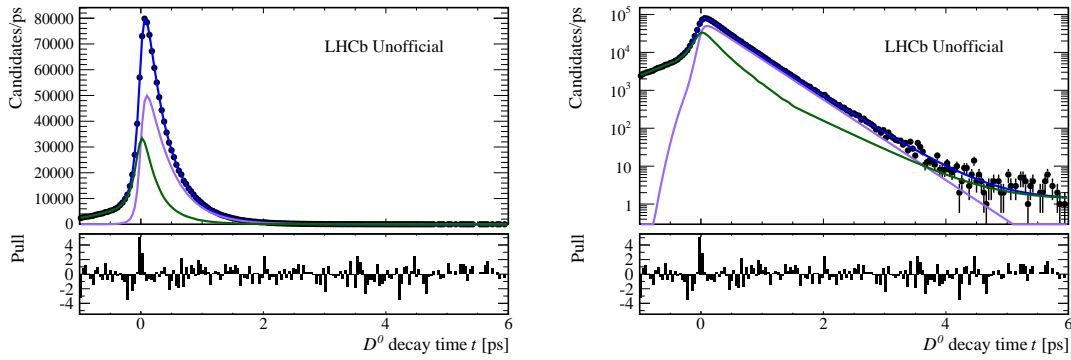 Candidates/ps
80000
70000
60000
50000
40000
30000
20000
10000
0
LHCb Unofficial
Pull
4
2
0
-2
-4
0 2 4 6
D⁰ decay time t [ps]
Candidates/ps
10⁵
10⁴
10³
10²
10
1
LHCb Unofficial
Pull
4
2
0
-2
-4
0 2 4 6
D⁰ decay time t [ps]